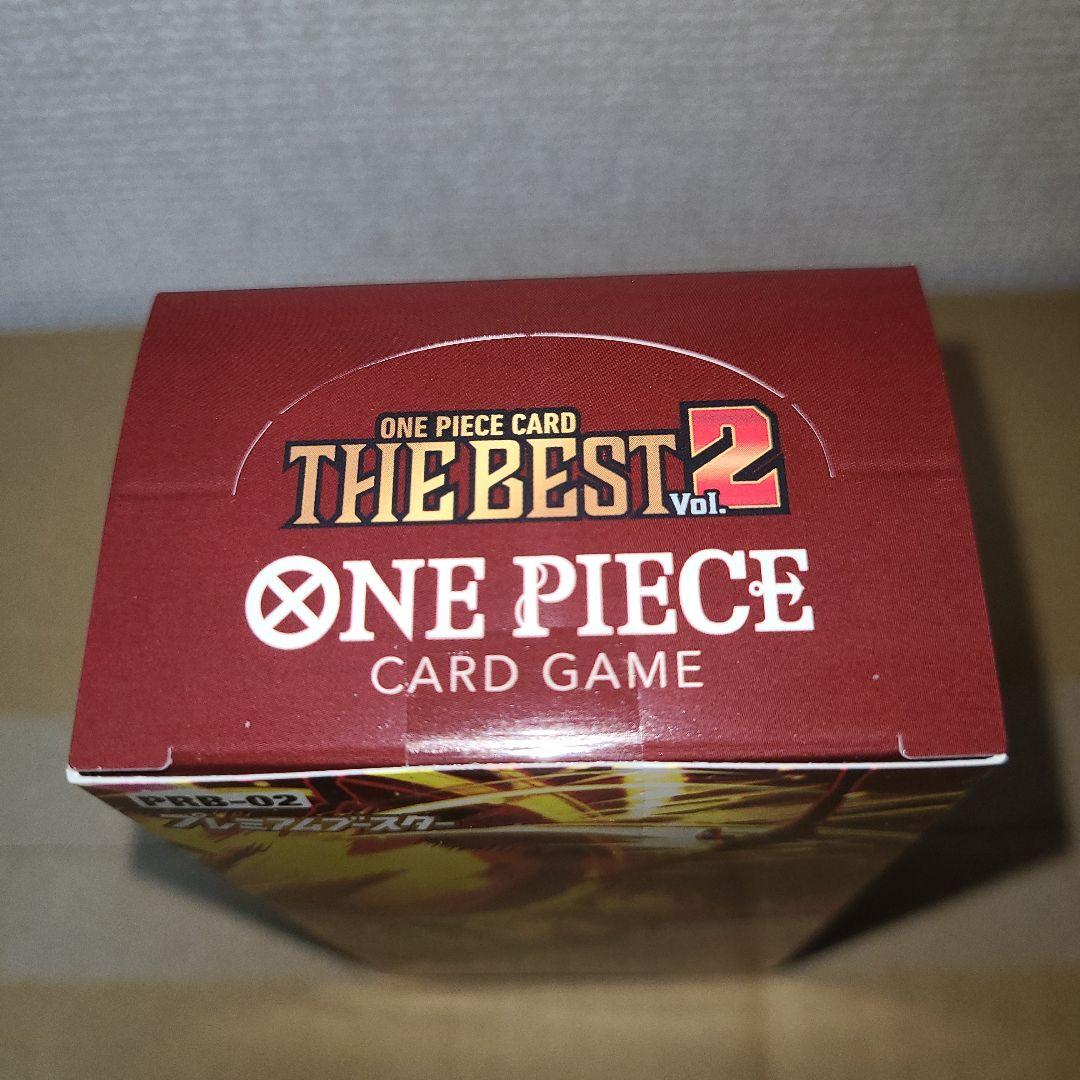 ONE PIECE CARD
THE BEST Vol.2
ONE PIECE
CARD GAME
PRB-02
プレミアムブースター